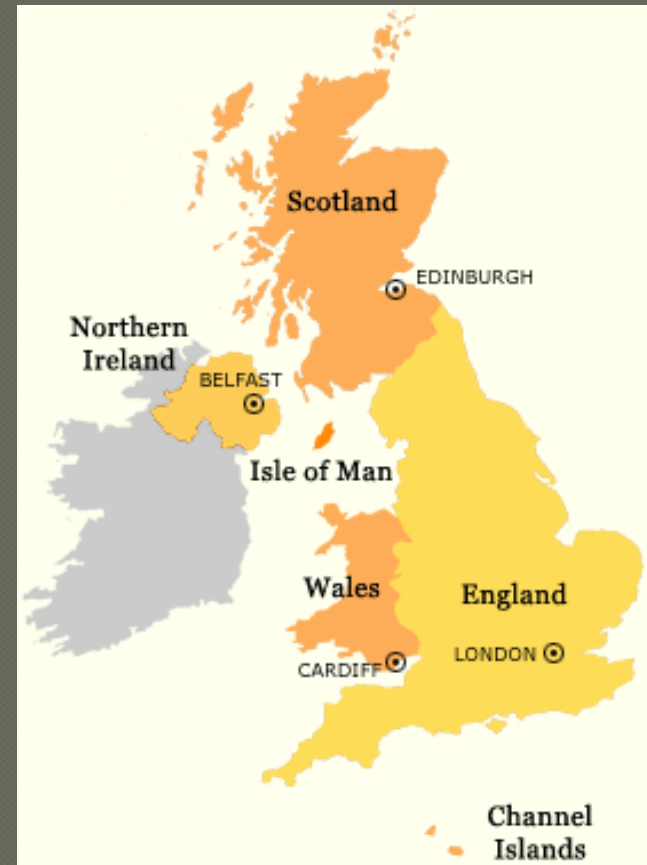 Scotland
EDINBURGH
Northern
Ireland
BELFAST
Isle of Man
Wales
England
CARDIFF
LONDON
Channel
Islands